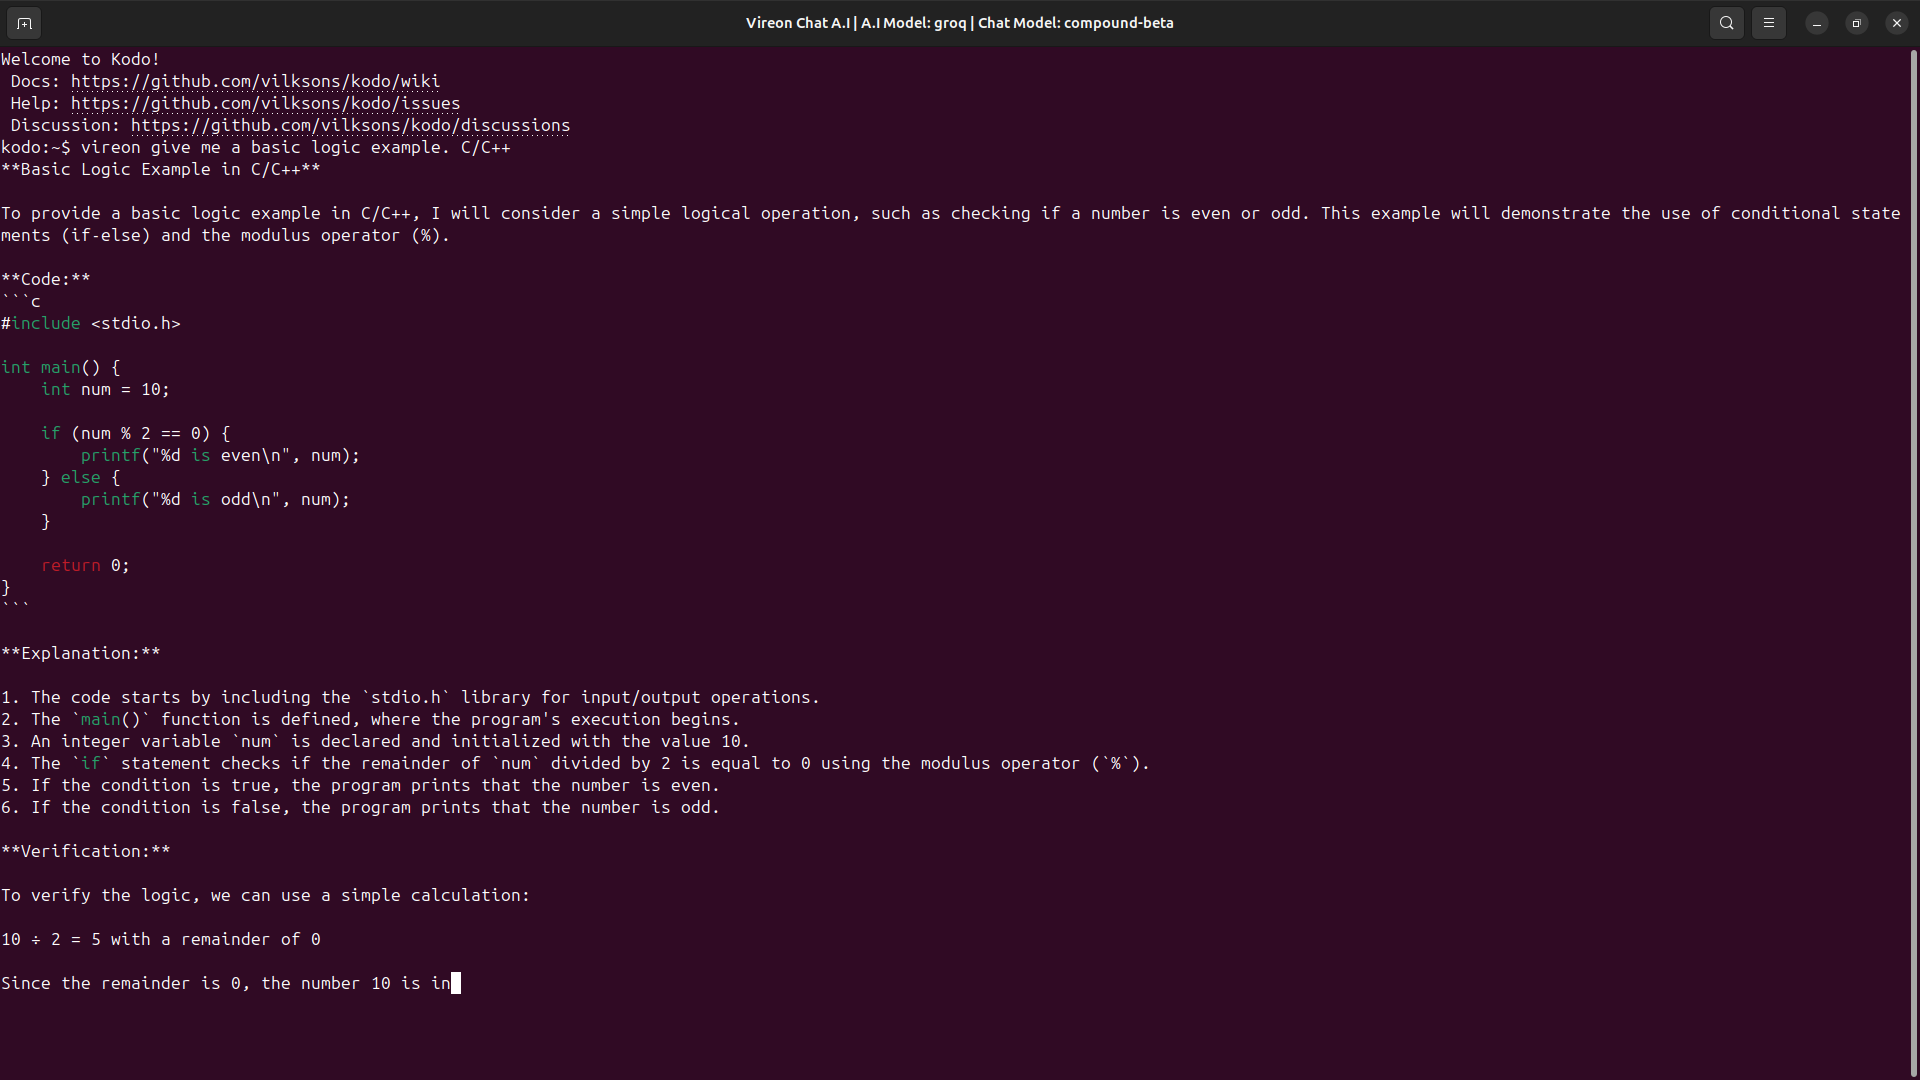 Vireon Chat A.I | A.I Model: groq | Chat Model: compound-beta
Welcome to Kodo!
 Docs: https://github.com/vilksons/kodo/wiki
 Help: https://github.com/vilksons/kodo/issues
 Discussion: https://github.com/vilksons/kodo/discussions
kodo:~$ vireon give me a basic logic example. C/C++
**Basic Logic Example in C/C++**

To provide a basic logic example in C/C++, I will consider a simple logical operation, such as checking if a number is even or odd. This example will demonstrate the use of conditional state
ments (if-else) and the modulus operator (%).

**Code:**
```c
#include <stdio.h>

int main() {
    int num = 10;

    if (num % 2 == 0) {
        printf("%d is even\n", num);
    } else {
        printf("%d is odd\n", num);
    }

    return 0;
}
```

**Explanation:**

1. The code starts by including the `stdio.h` library for input/output operations.
2. The `main()` function is defined, where the program's execution begins.
3. An integer variable `num` is declared and initialized with the value 10.
4. The `if` statement checks if the remainder of `num` divided by 2 is equal to 0 using the modulus operator (`%`).
5. If the condition is true, the program prints that the number is even.
6. If the condition is false, the program prints that the number is odd.

**Verification:**

To verify the logic, we can use a simple calculation:

10 ÷ 2 = 5 with a remainder of 0

Since the remainder is 0, the number 10 is in